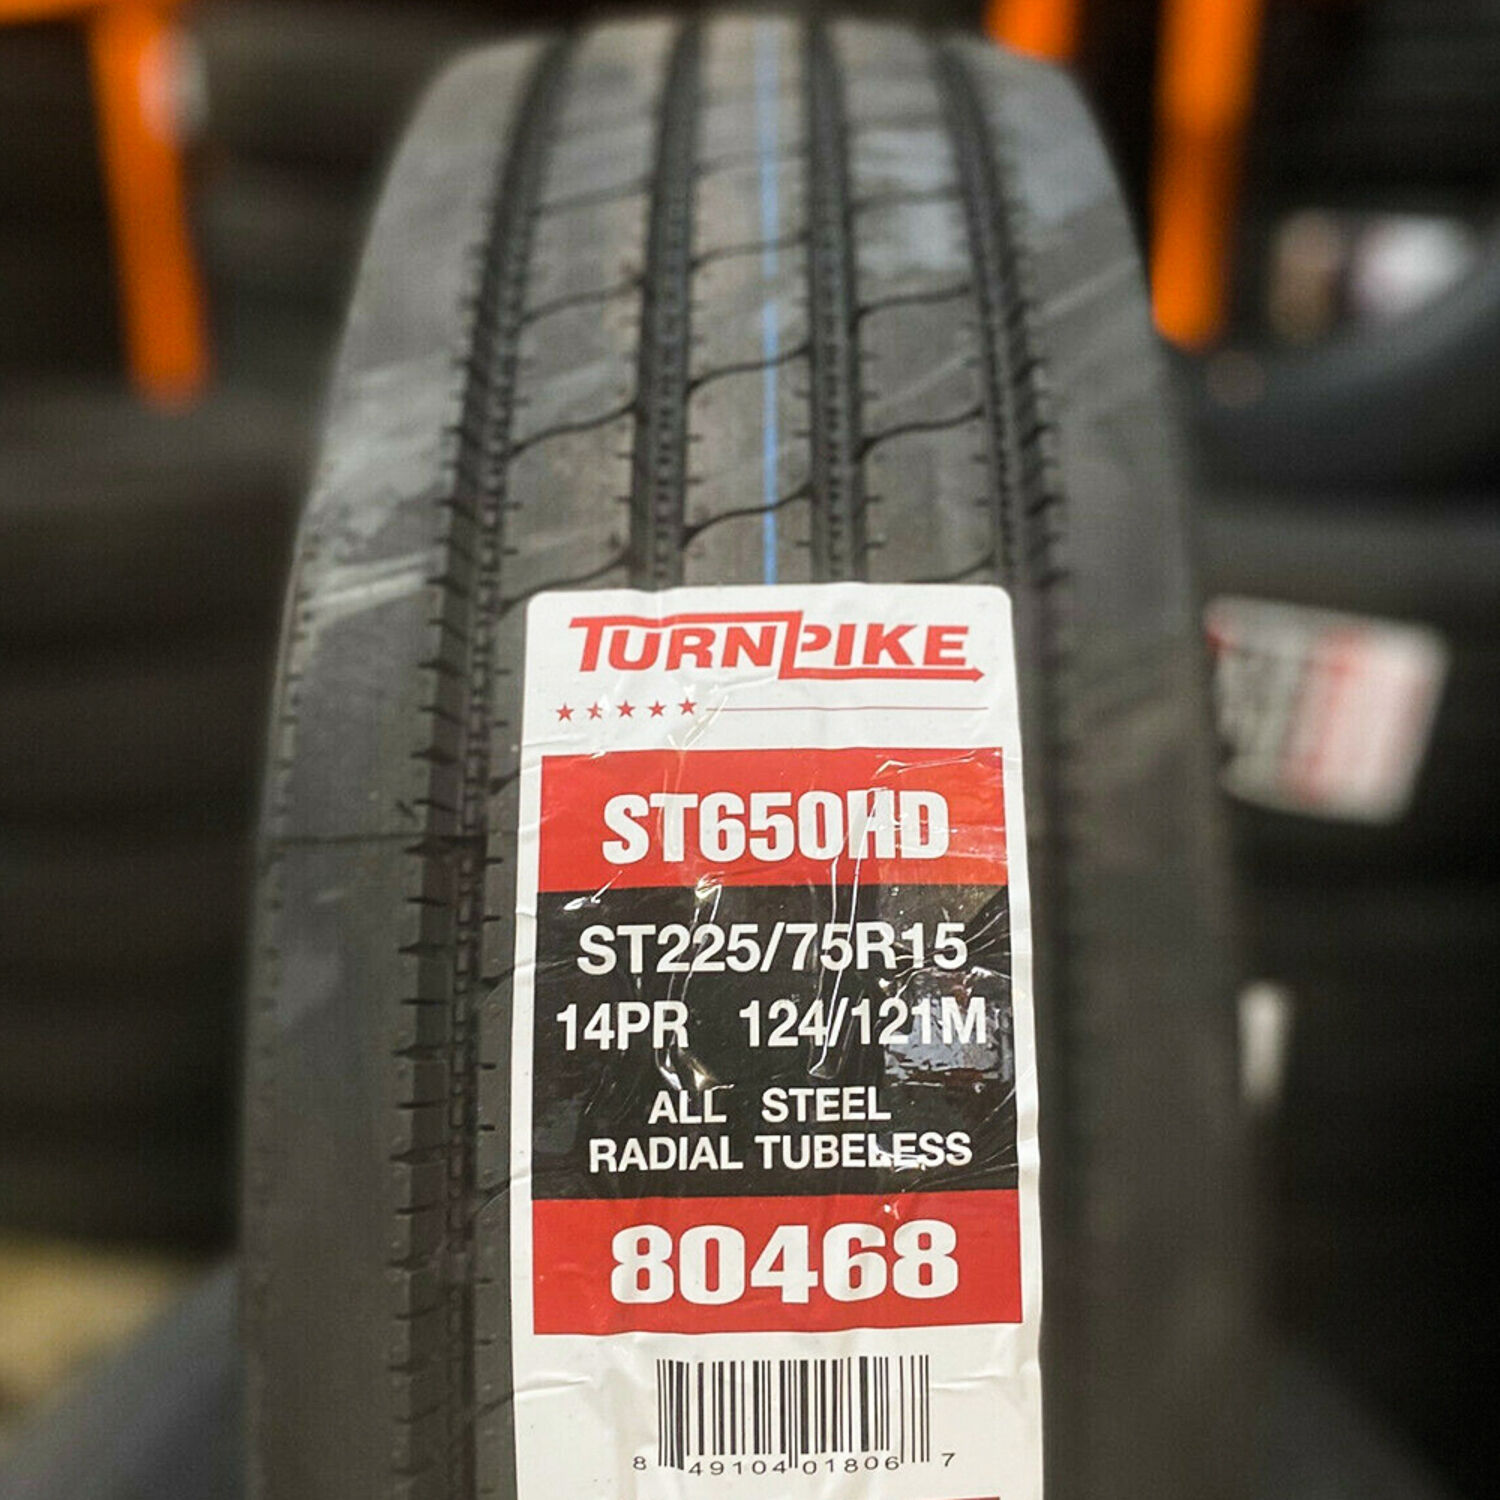 TURNPIKE
ST650HD
ST225/75R15
14PR 124/121M
ALL STEEL
RADIAL TUBELESS
80468
8 49104 01806 7